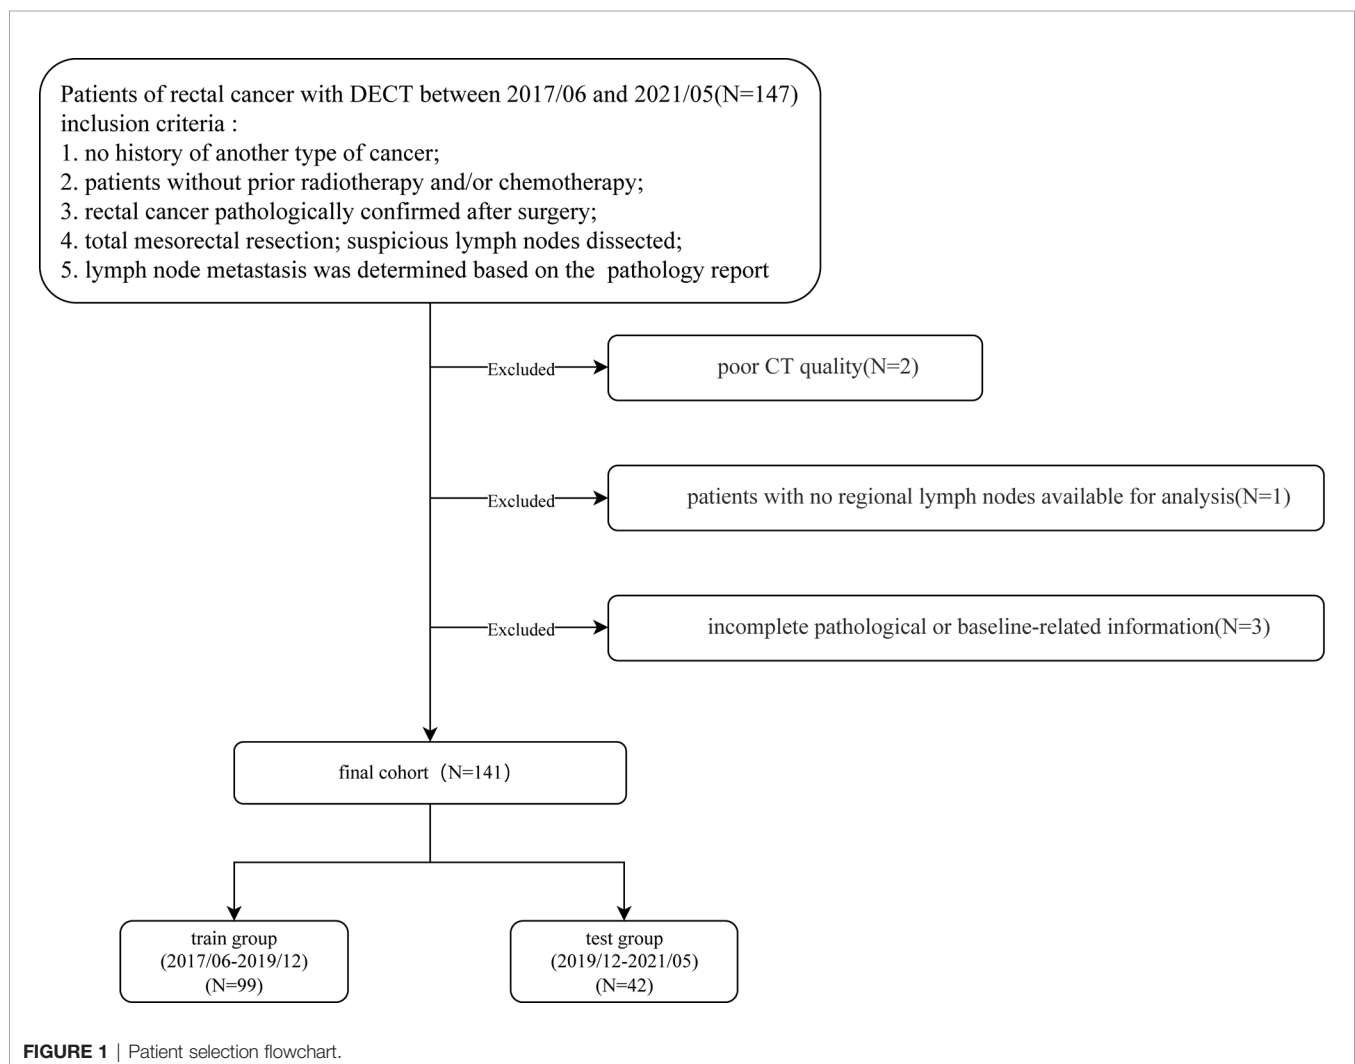 Patients of rectal cancer with DECT between 2017/06 and 2021/05(N=147)
inclusion criteria :
1. no history of another type of cancer;
2. patients without prior radiotherapy and/or chemotherapy;
3. rectal cancer pathologically confirmed after surgery;
4. total mesorectal resection; suspicious lymph nodes dissected;
5. lymph node metastasis was determined based on the  pathology report
Excluded
poor CT quality(N=2)
Excluded
patients with no regional lymph nodes available for analysis(N=1)
Excluded
incomplete pathological or baseline-related information(N=3)
final cohort（N=141）
train group
(2017/06-2019/12)
(N=99)
test group
(2019/12-2021/05)
(N=42)
FIGURE 1 | Patient selection flowchart.